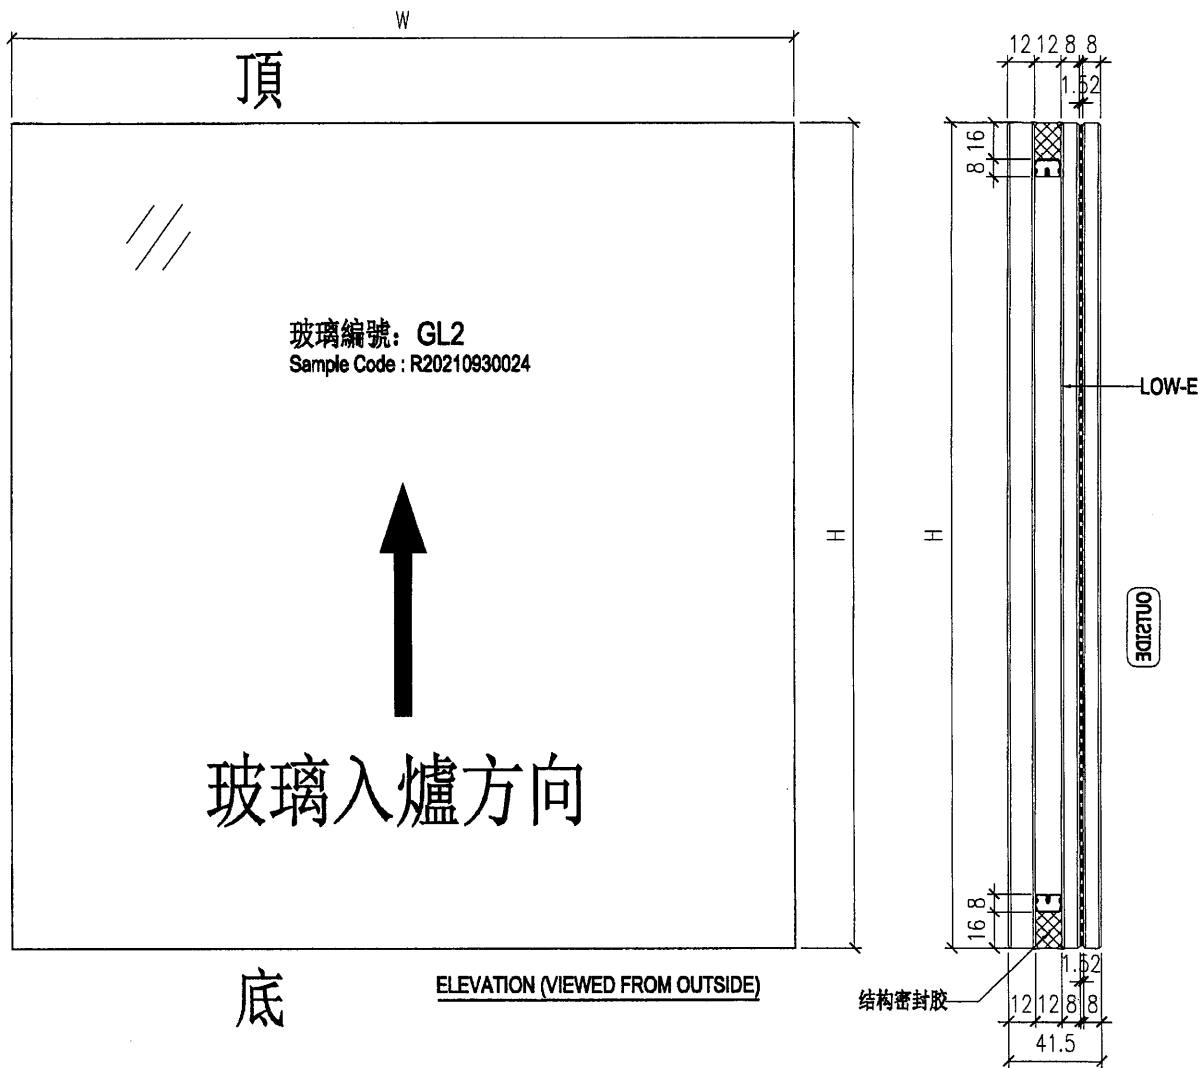 W
頂
12 12 8 8
1.52
16
8
玻璃編號：GL2
Sample Code : R20210930024
LOW-E
H
H
OUTSIDE
玻璃入爐方向
8
16
底
ELEVATION (VIEWED FROM OUTSIDE)
1.52
结构密封胶
12 12 8 8
41.5